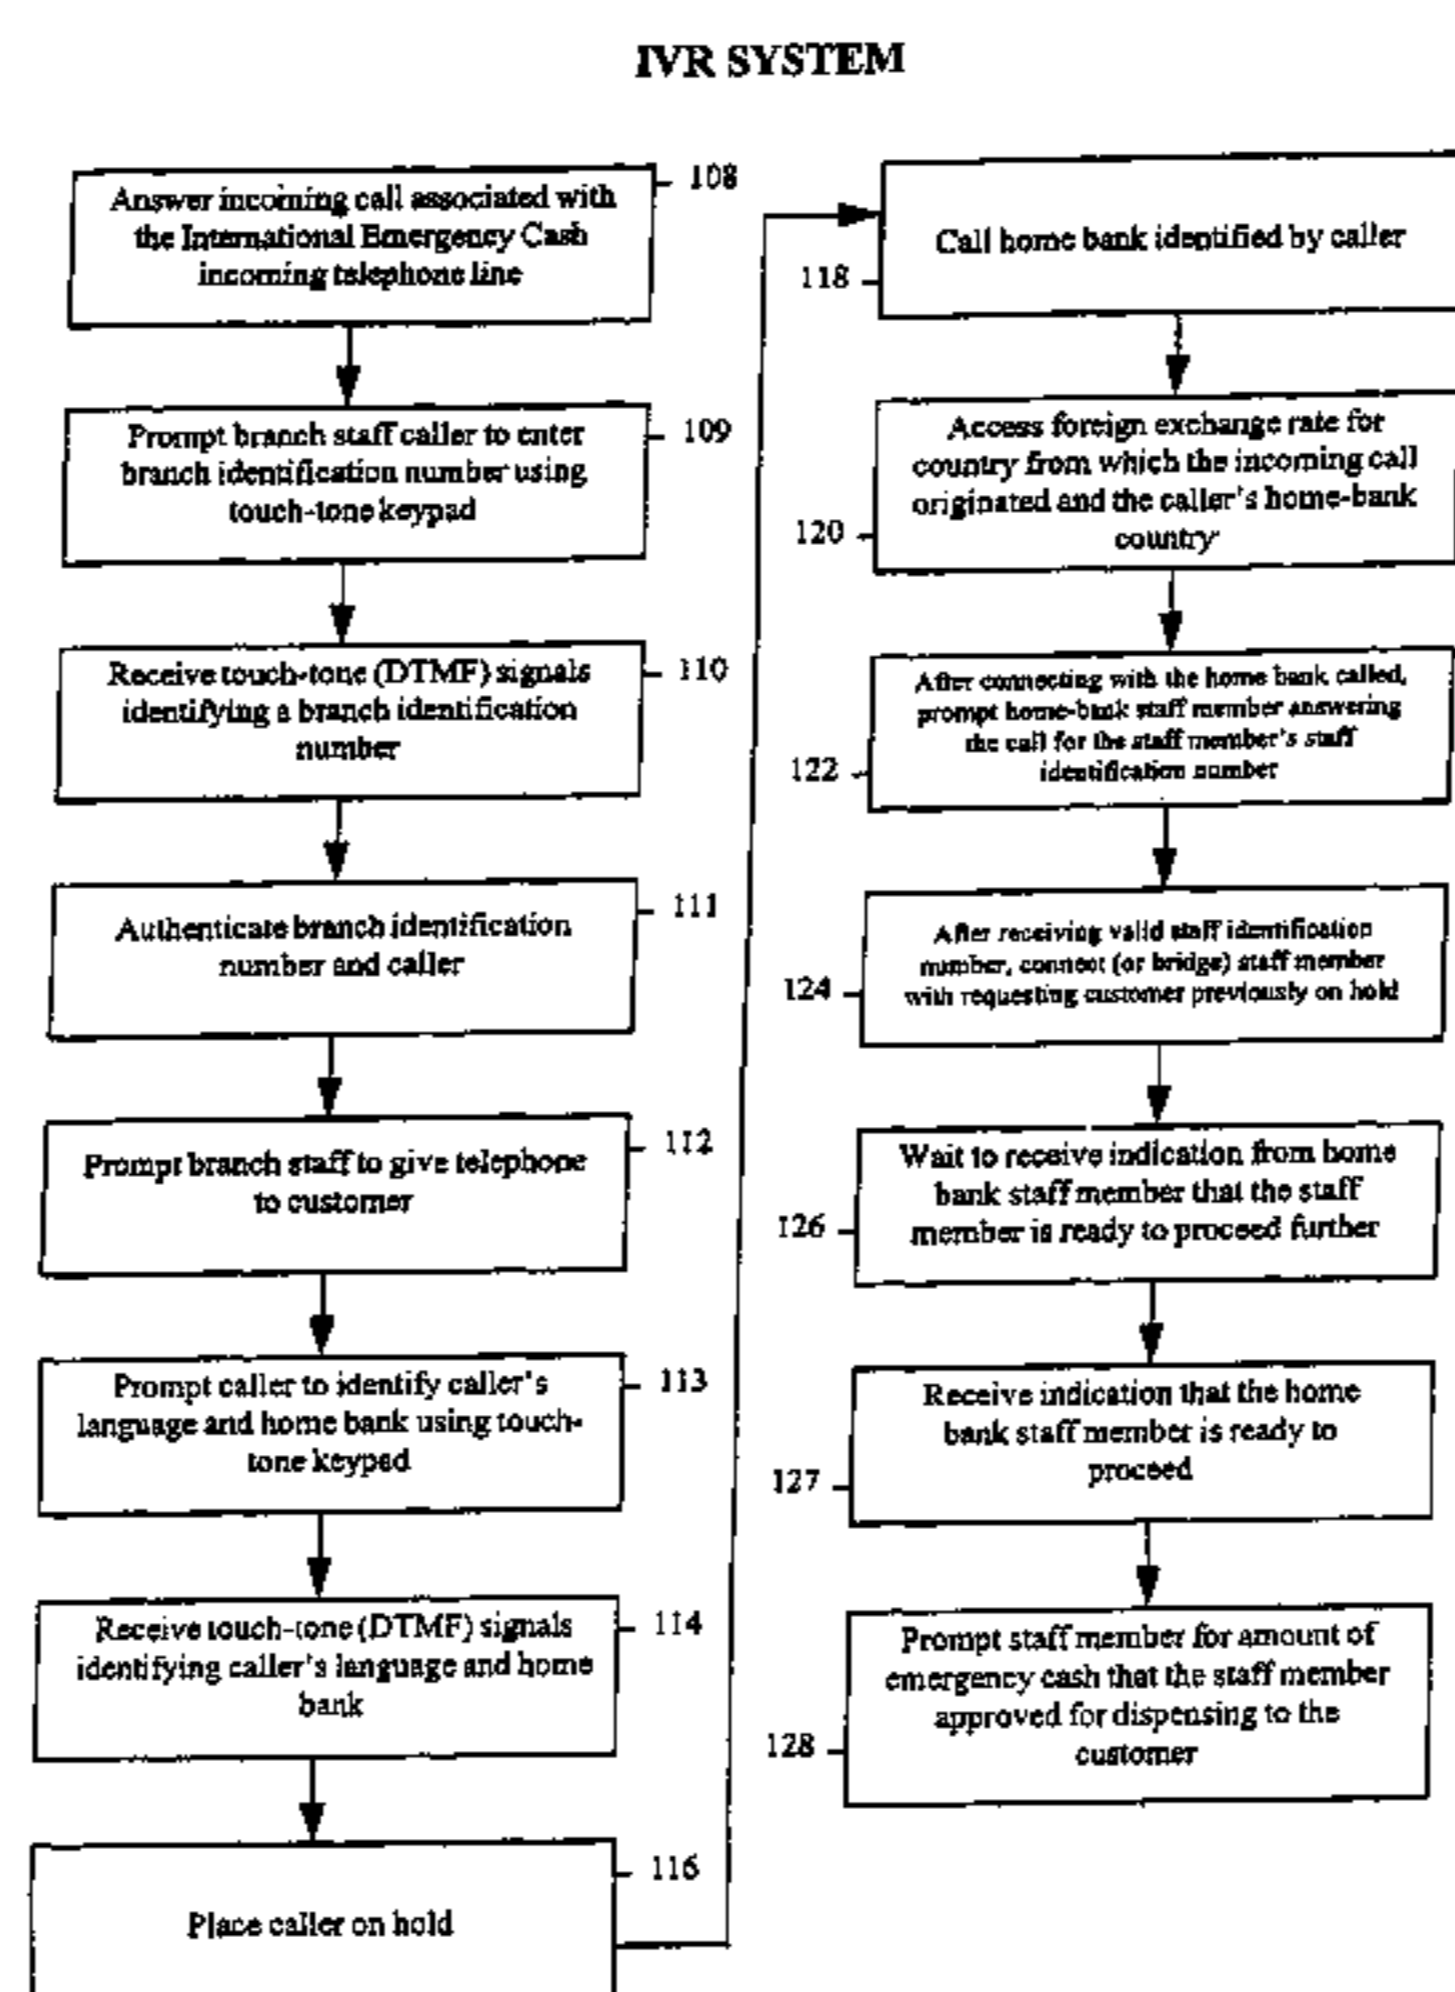 IVR SYSTEM
108
Answer incoming call associated with
the International Emergency Cash
incoming telephone line
109
Prompt branch staff caller to enter
branch identification number using
touch-tone keypad
110
Receive touch-tone (DTMF) signals
identifying a branch identification
number
111
Authenticate branch identification
number and caller
112
Prompt branch staff to give telephone
to customer
113
Prompt caller to identify caller's
language and home bank using touch-
tone keypad
114
Receive touch-tone (DTMF) signals
identifying caller's language and home
bank
116
Place caller on hold
Call home bank identified by caller
118
Access foreign exchange rate for
country from which the incoming call
originated and the caller's home-bank
country
120
After connecting with the home bank called,
prompt home-bank staff member answering
the call for the staff member's staff
identification number
122
After receiving valid staff identification
number, connect (or bridge) staff member
with requesting customer previously on hold
124
Wait to receive indication from home
bank staff member that the staff
member is ready to proceed further
126
Receive indication that the home
bank staff member is ready to
proceed
127
Prompt staff member for amount of
emergency cash that the staff member
approved for dispensing to the
customer
128